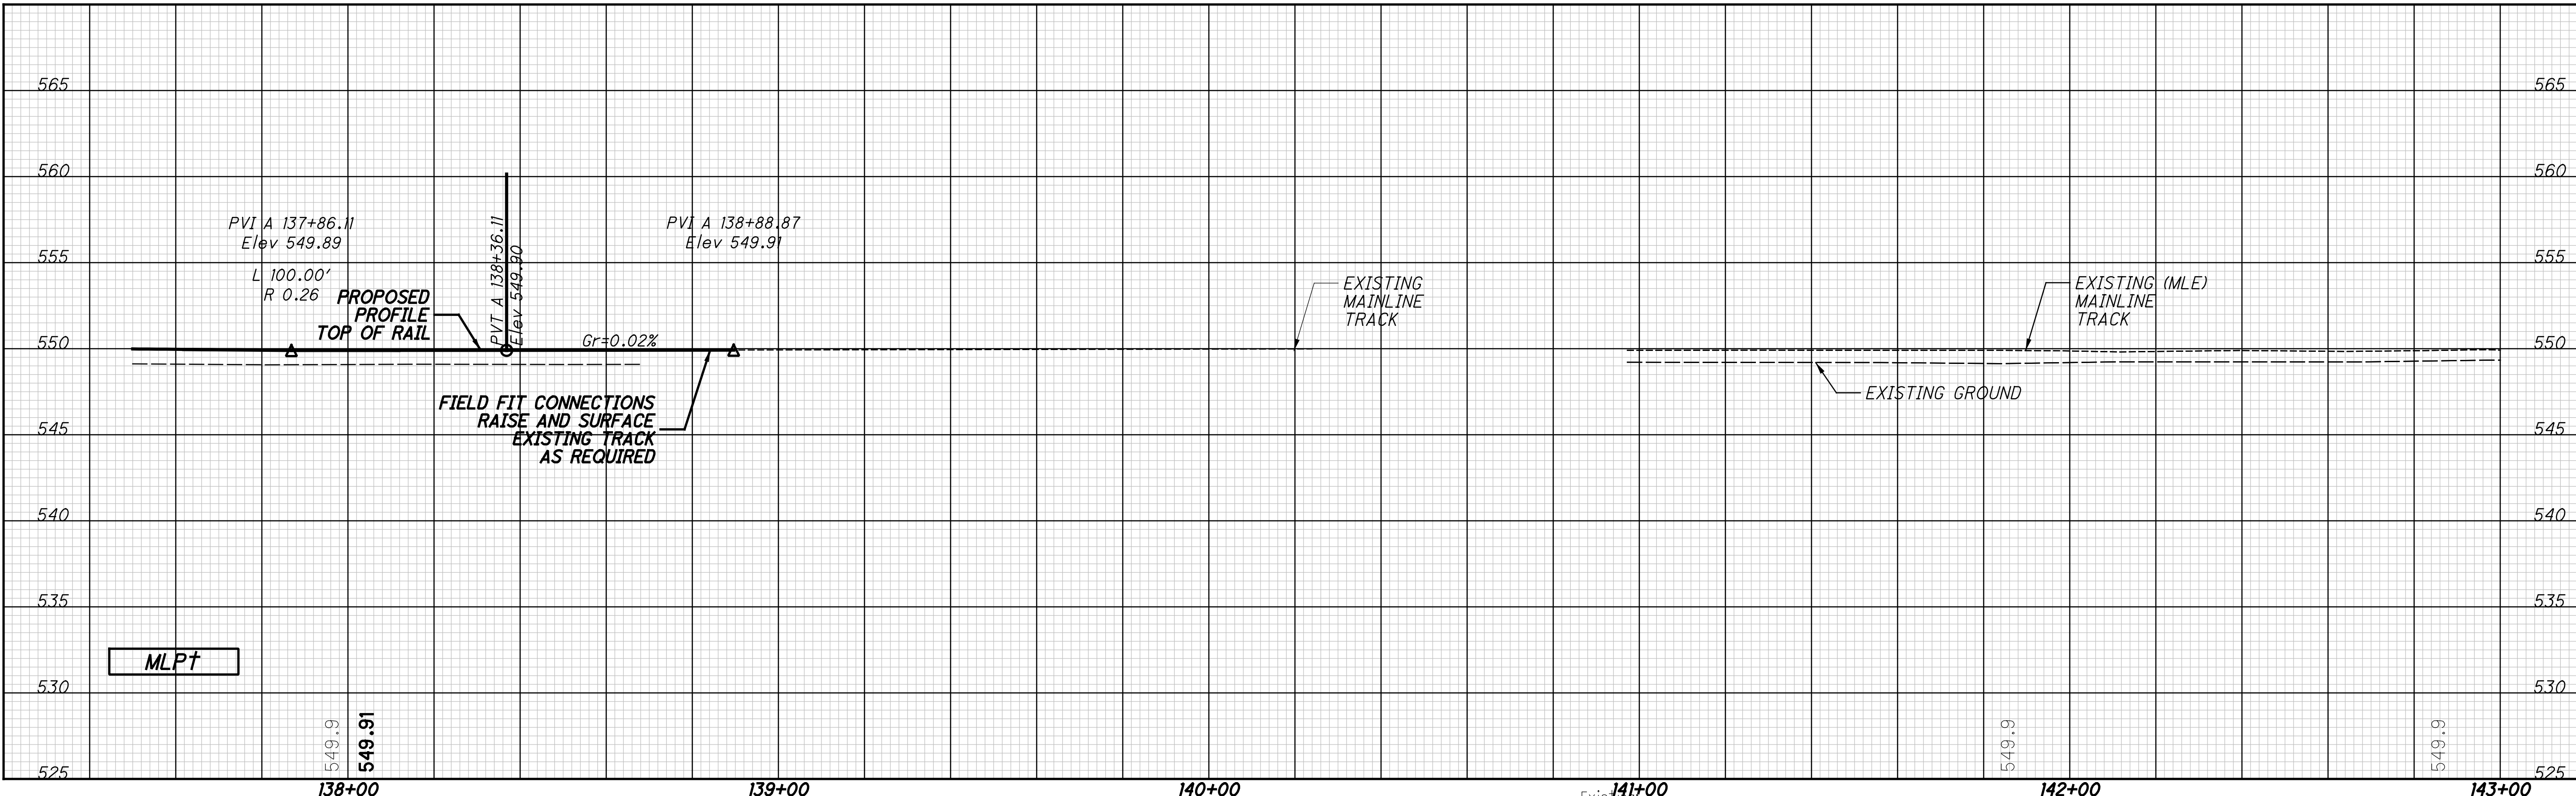 565
565
560
560
PVI A 137+86.11
Elev 549.89
L 100.00'
R 0.26
PVT A 138+36.11
Elev 549.90
PVI A 138+88.87
Elev 549.91
555
555
PROPOSED
PROFILE
TOP OF RAIL
EXISTING
MAINLINE
TRACK
EXISTING (MLE)
MAINLINE
TRACK
Gr=0.02%
550
550
EXISTING GROUND
FIELD FIT CONNECTIONS
RAISE AND SURFACE
EXISTING TRACK
AS REQUIRED
545
545
540
540
535
535
MLP†
530
530
549.9
549.91
549.9
549.9
525
525
138+00
139+00
140+00
141+00
142+00
143+00